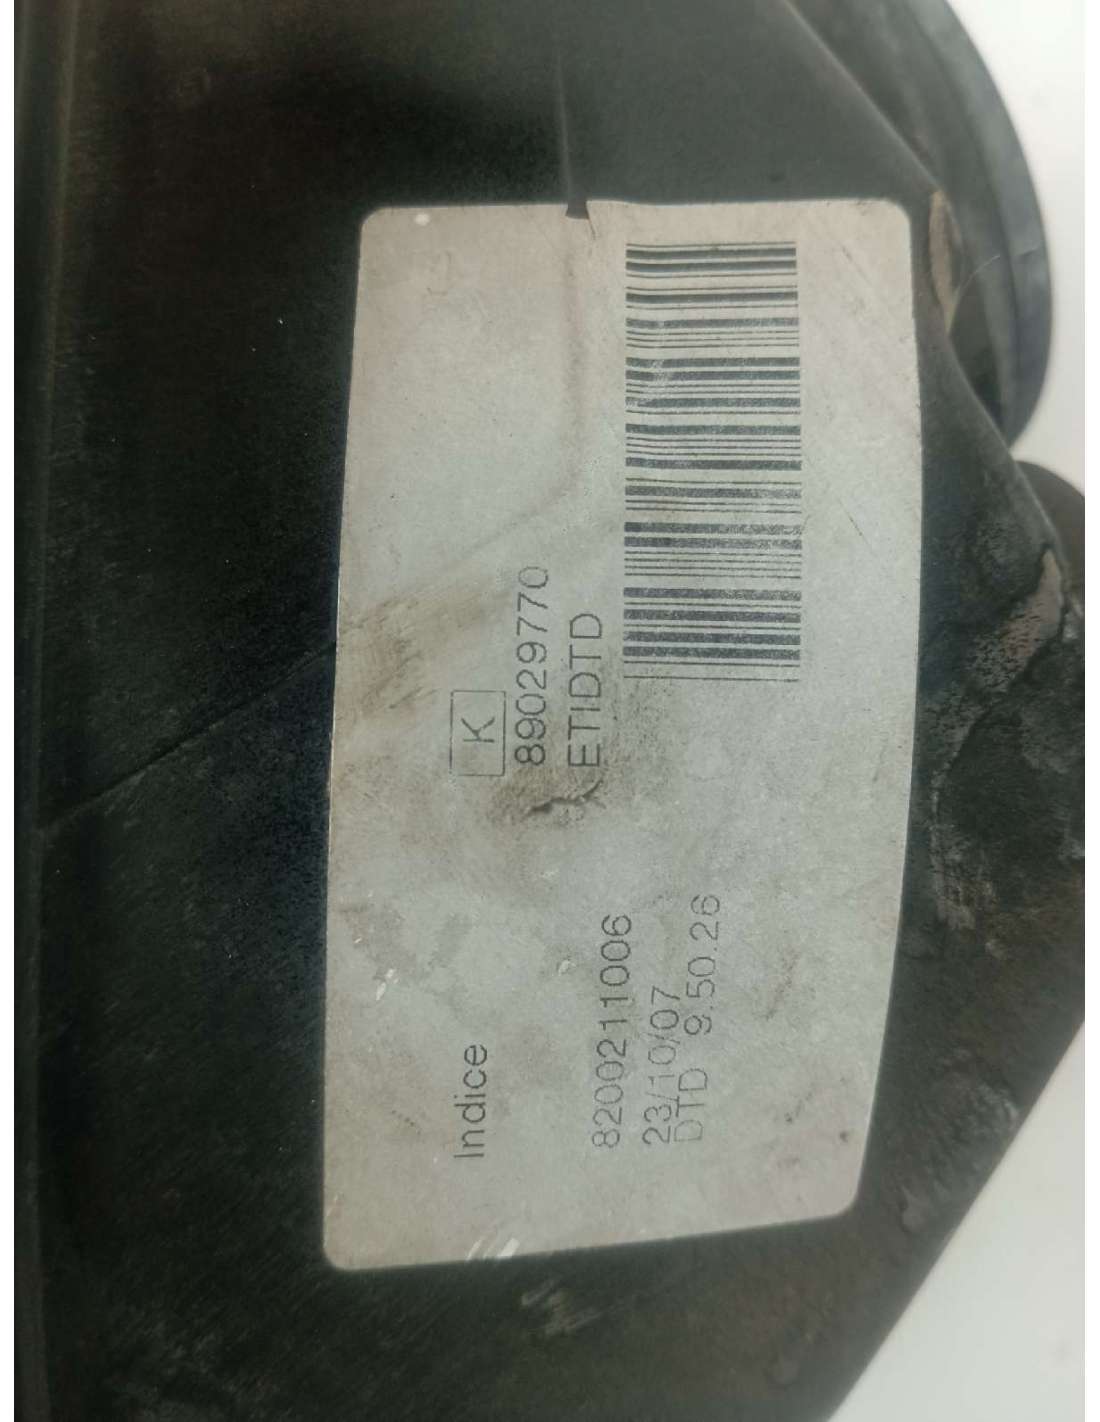 Indice
K
89029770
ETIDTD
8200211006
23/10/07
DTD 9.50.26